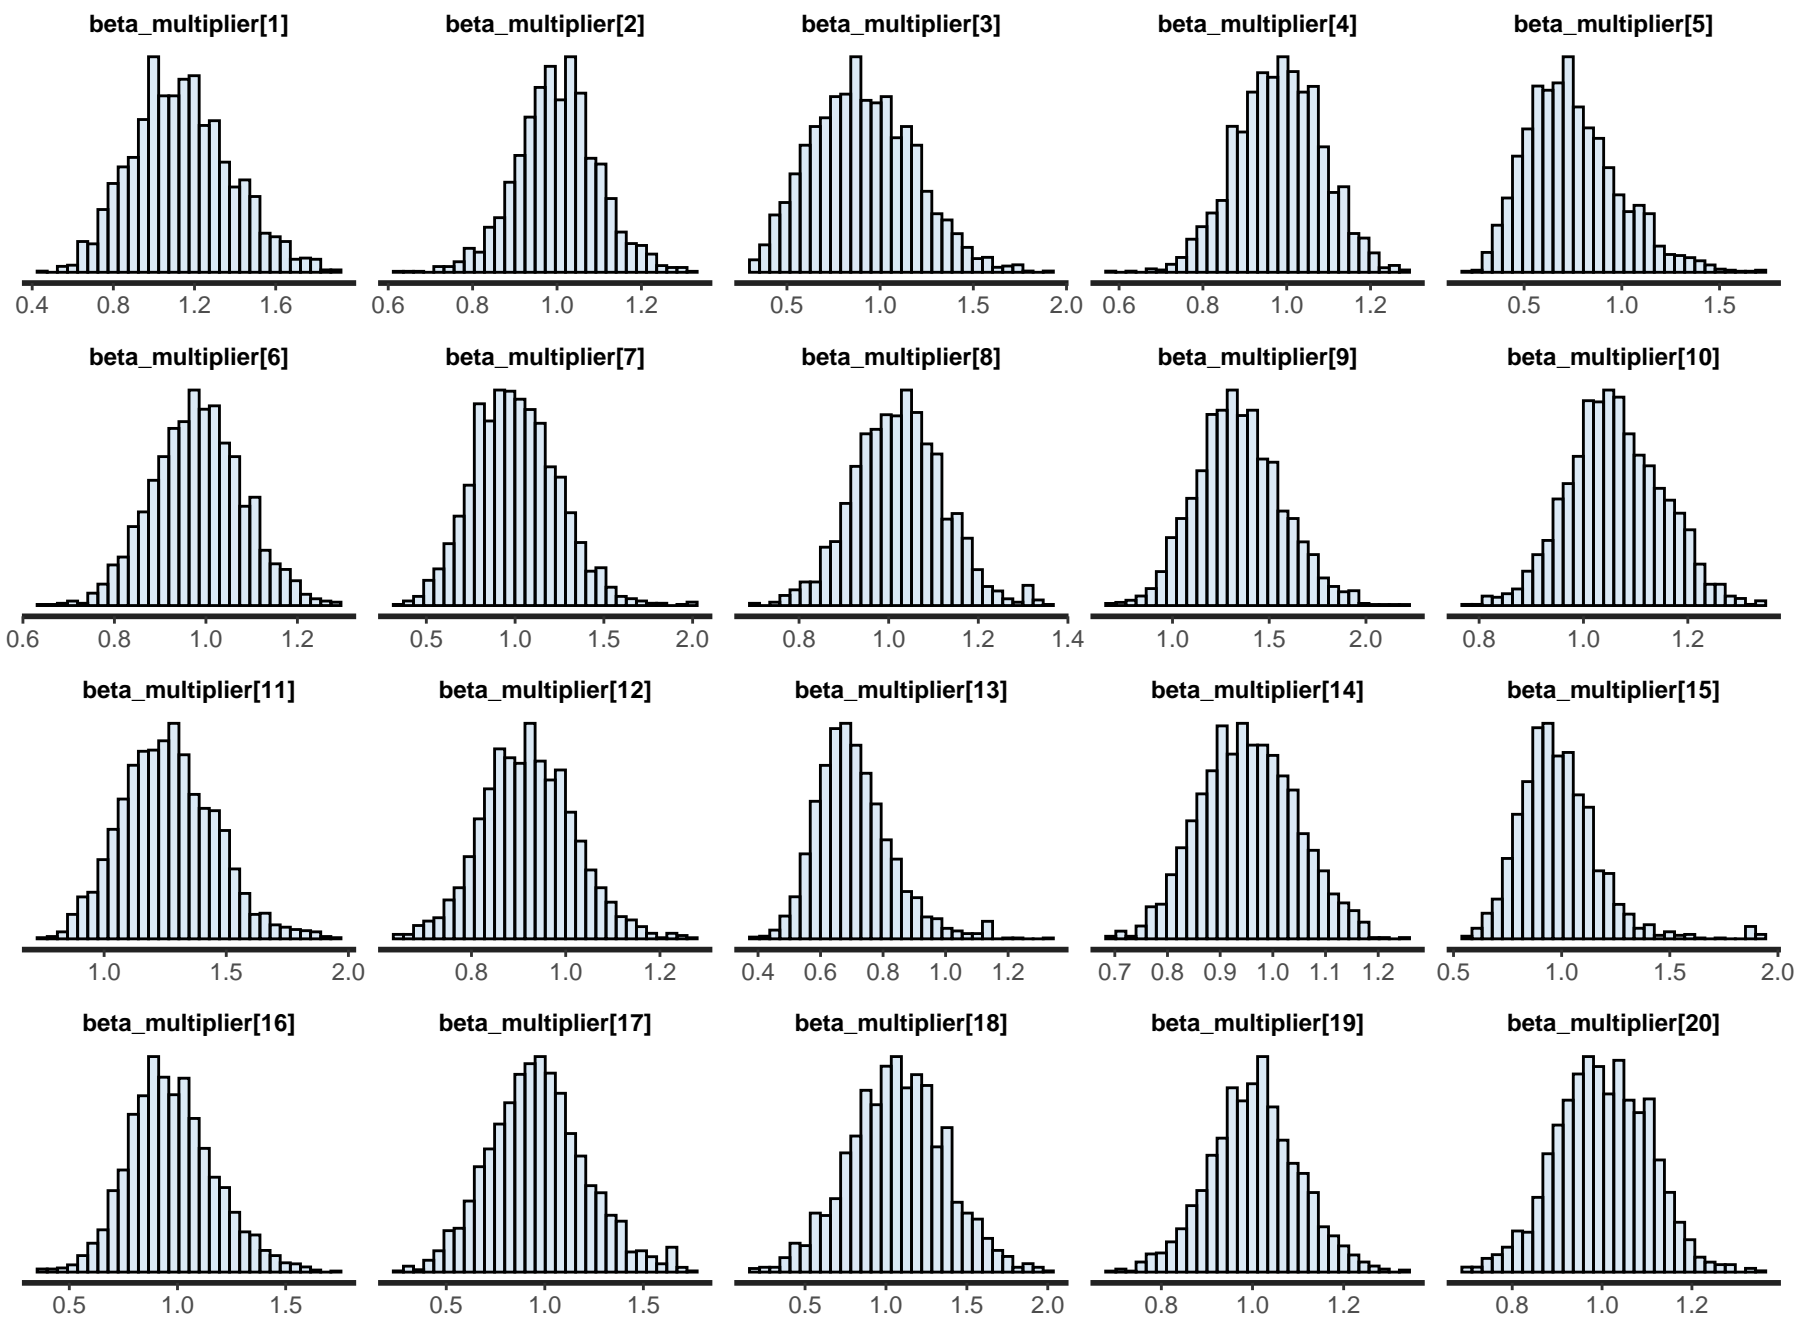 beta_multiplier[1] beta_multiplier[2] beta_multiplier[3] beta_multiplier[4] beta_multiplier[5]
0.4 0.8 1.2 1.6 0.6 0.8 1.0 1.2 0.5 1.0 1.5 2.0 0.6 0.8 1.0 1.2 0.5 1.0 1.5
beta_multiplier[6] beta_multiplier[7] beta_multiplier[8] beta_multiplier[9] beta_multiplier[10]
0.6 0.8 1.0 1.2 0.5 1.0 1.5 2.0 0.8 1.0 1.2 1.4 1.0 1.5 2.0 0.8 1.0 1.2
beta_multiplier[11] beta_multiplier[12] beta_multiplier[13] beta_multiplier[14] beta_multiplier[15]
1.0 1.5 2.0 0.8 1.0 1.2 0.4 0.6 0.8 1.0 1.2 0.7 0.8 0.9 1.0 1.1 1.2 0.5 1.0 1.5 2.0
beta_multiplier[16] beta_multiplier[17] beta_multiplier[18] beta_multiplier[19] beta_multiplier[20]
0.5 1.0 1.5 0.5 1.0 1.5 0.5 1.0 1.5 2.0 0.8 1.0 1.2 0.8 1.0 1.2